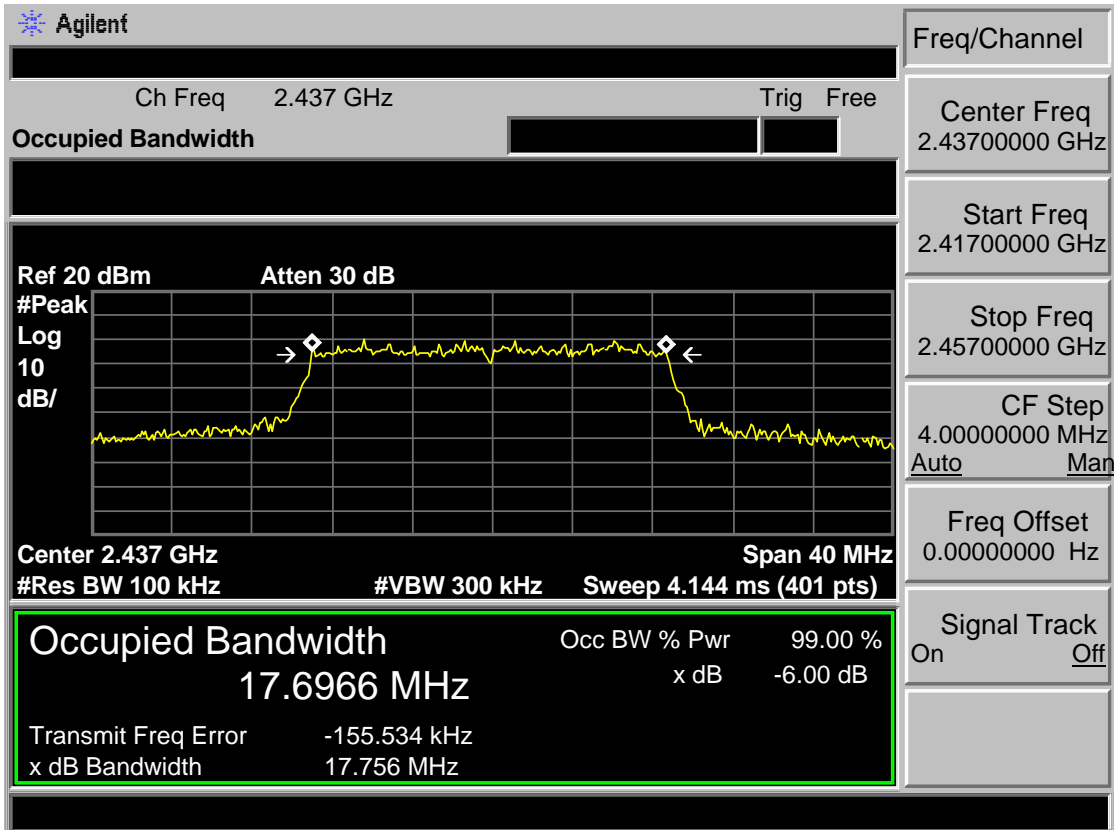 Agilent
Ch Freq 2.437 GHz Trig Free
Occupied Bandwidth
Ref 20 dBm Atten 30 dB
#Peak
Log
10
dB/
Center 2.437 GHz Span 40 MHz
#Res BW 100 kHz #VBW 300 kHz Sweep 4.144 ms (401 pts)
Occupied Bandwidth Occ BW % Pwr 99.00 %
17.6966 MHz x dB -6.00 dB
Transmit Freq Error -155.534 kHz
x dB Bandwidth 17.756 MHz
Freq/Channel
Center Freq
2.43700000 GHz
Start Freq
2.41700000 GHz
Stop Freq
2.45700000 GHz
CF Step
4.00000000 MHz
Auto Man
Freq Offset
0.00000000 Hz
Signal Track
On Off